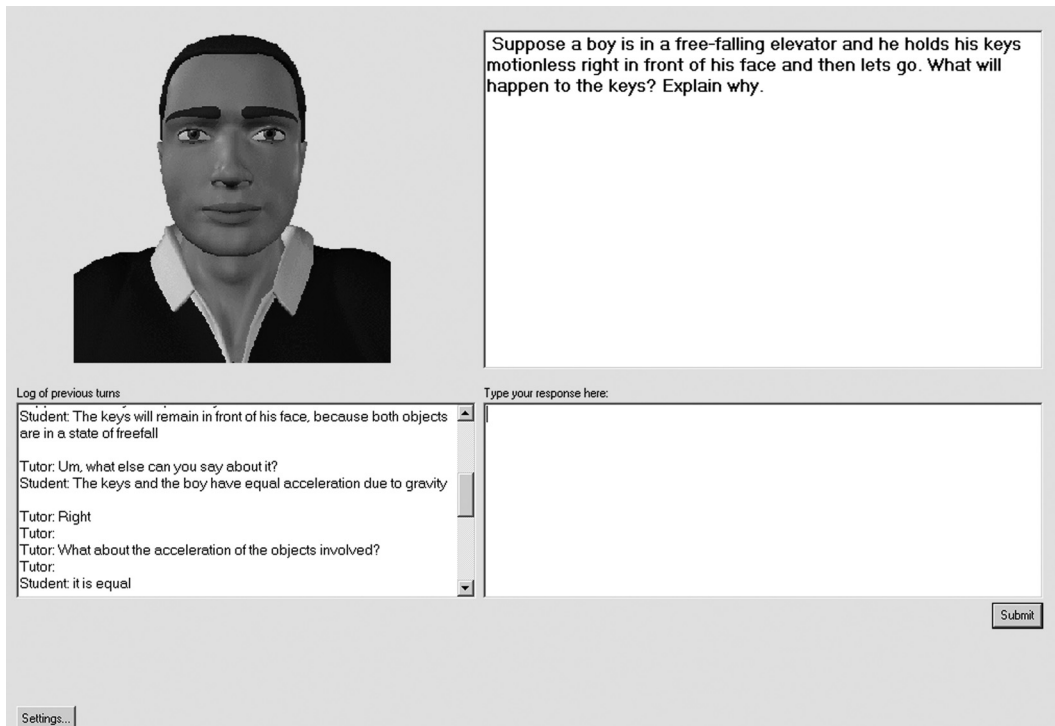 Suppose a boy is in a free-falling elevator and he holds his keys
motionless right in front of his face and then lets go. What will
happen to the keys? Explain why.
Log of previous turns
Student: The keys will remain in front of his face, because both objects
are in a state of freefall
Tutor: Um, what else can you say about it?
Student: The keys and the boy have equal acceleration due to gravity
Tutor: Right
Tutor:
Tutor: What about the acceleration of the objects involved?
Tutor:
Student: it is equal
Type your response here:
Submit
Settings...